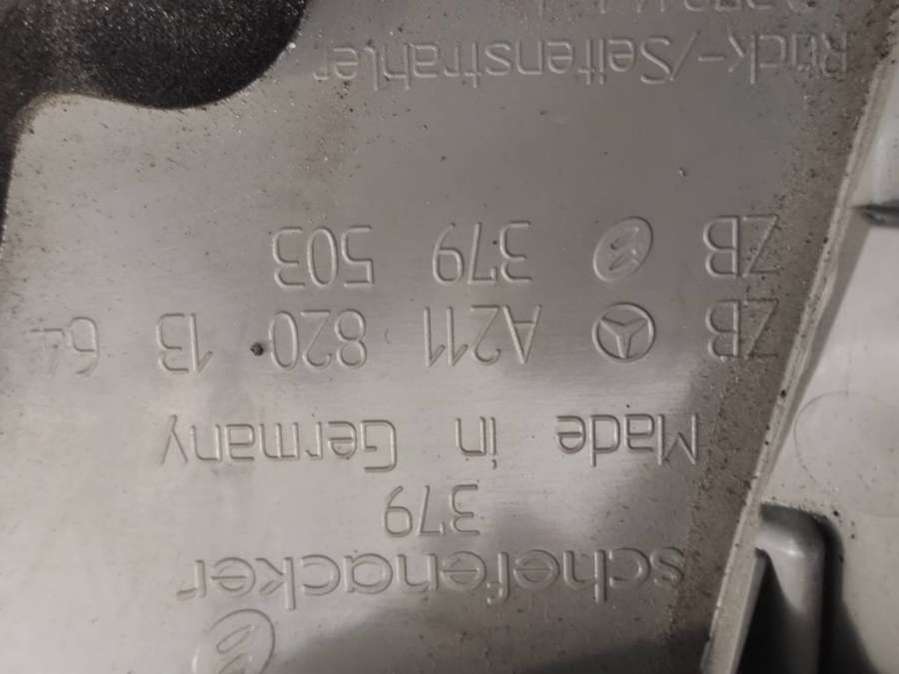 schefenacker
379
Made in Germany
ZB A211 820 13 64
ZB 379 503
Rück-/Seitenstrahler